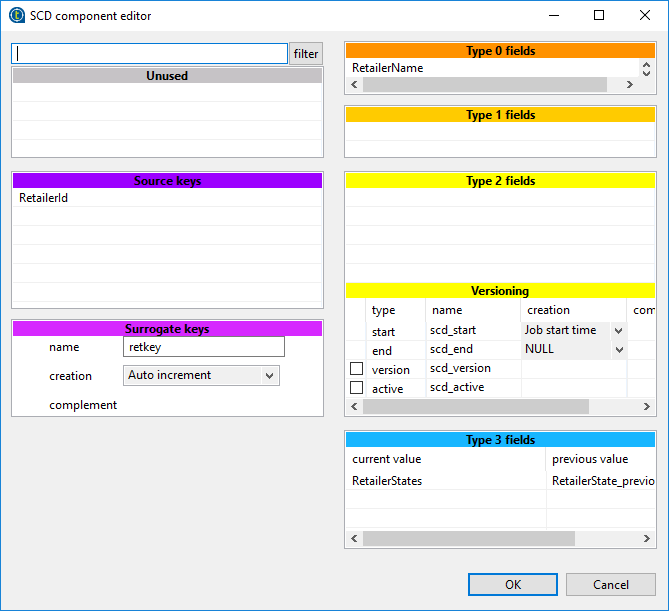 SCD component editor
filter
Unused
Source keys
RetailerId
Surrogate keys
name retkey
creation Auto increment
complement
Type 0 fields
RetailerName
Type 1 fields
Type 2 fields
Versioning
type name creation com
start scd_start Job start time
end scd_end NULL
version scd_version
active scd_active
Type 3 fields
current value previous value
RetailerStates RetailerState_previo
OK Cancel